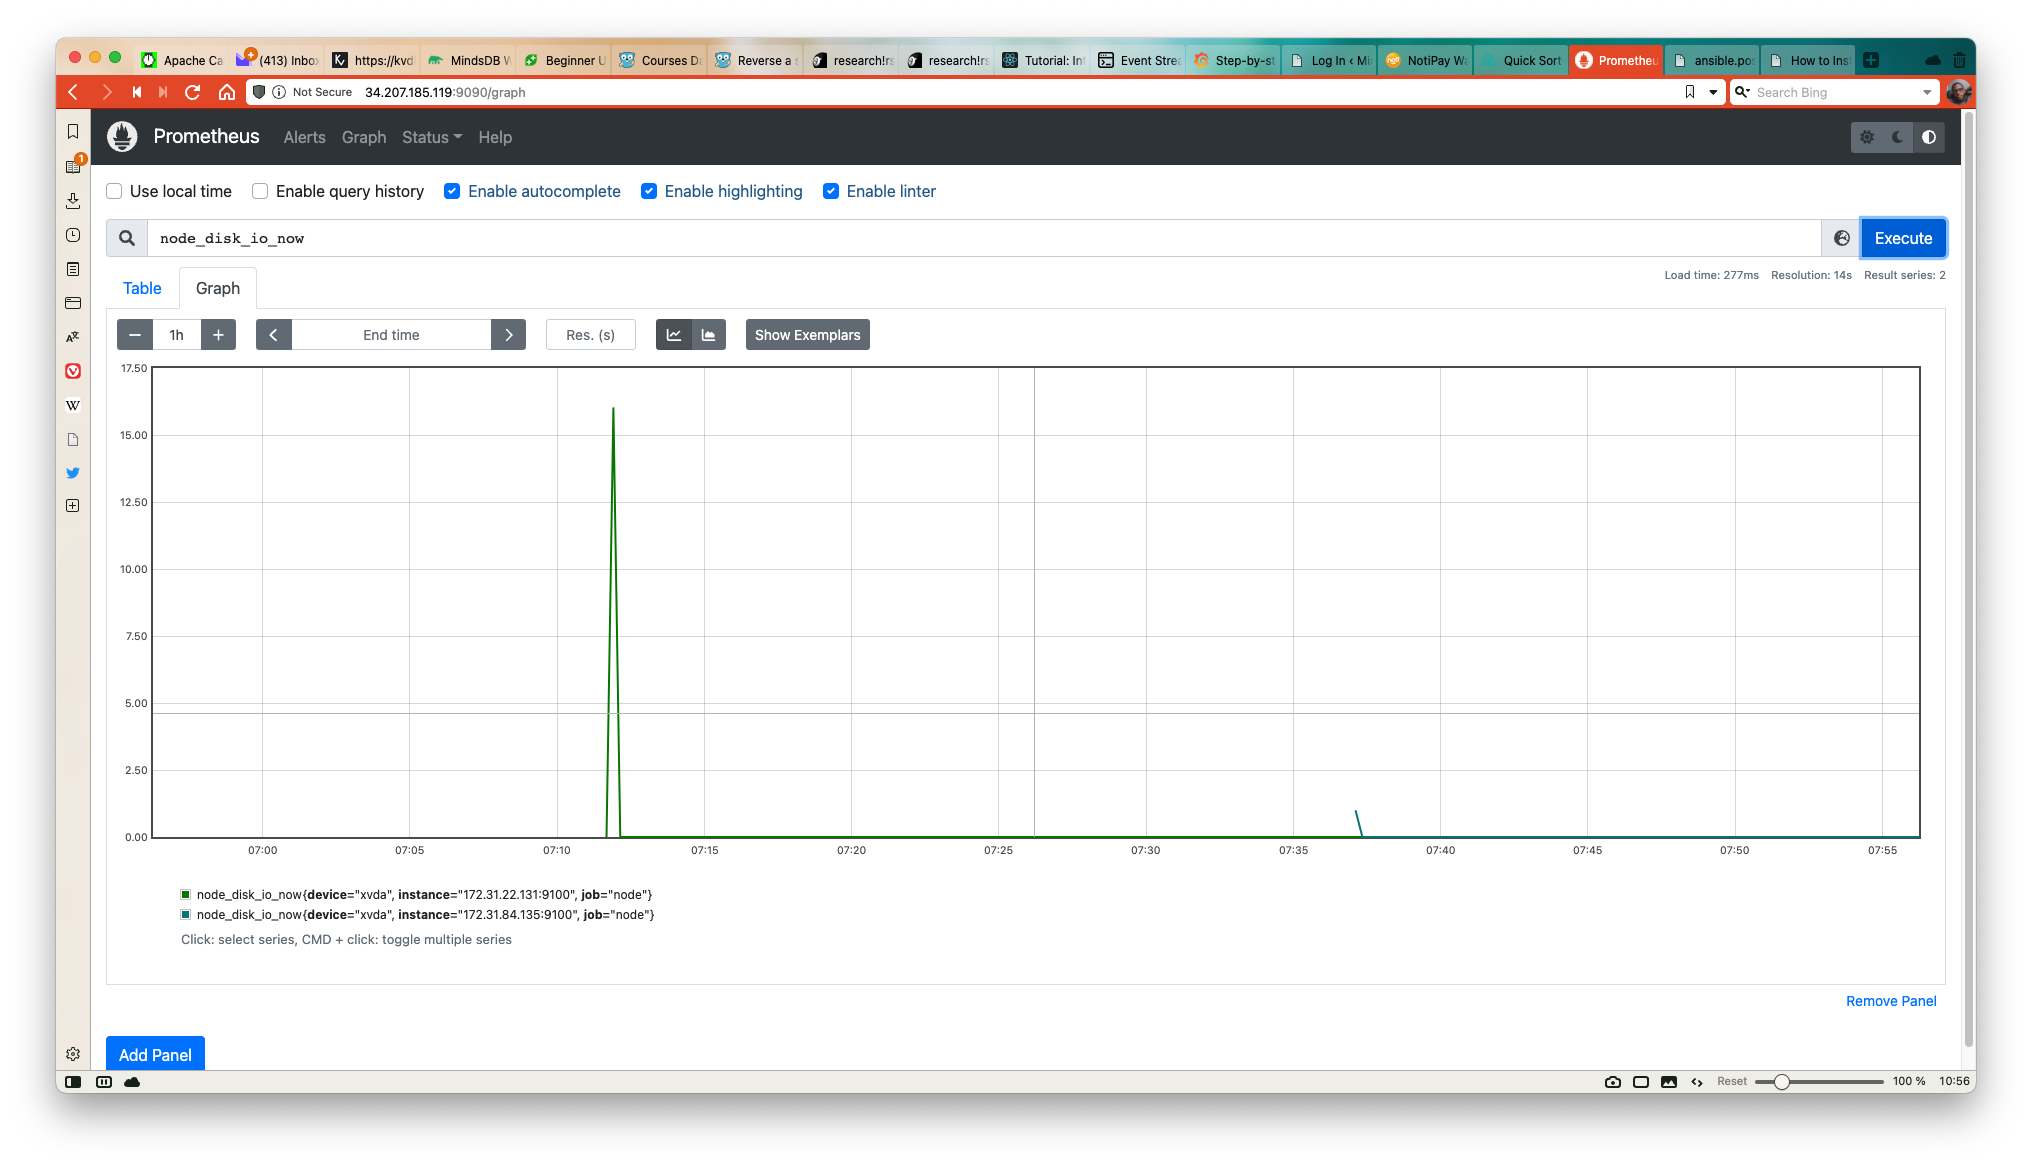 Apache Ca
(413) Inbox
https://kvd
MindsDB W
Beginner U
Courses Da
Reverse a s
research!rs
research!rs
Tutorial: Int
Event Strea
Step-by-st
Log In ‹ Mi
NotiPay Wa
Quick Sort
Prometheu
ansible.pos
How to Inst
Not Secure 34.207.185.119:9090/graph
Search Bing
1
Prometheus Alerts Graph Status Help
Use local time Enable query history Enable autocomplete Enable highlighting Enable linter
node_disk_io_now Execute
Load time: 277ms Resolution: 14s Result series: 2
Table Graph
1h End time Res. (s) Show Exemplars
17.50
15.00
12.50
10.00
7.50
5.00
2.50
0.00
07:00 07:05 07:10 07:15 07:20 07:25 07:30 07:35 07:40 07:45 07:50 07:55
node_disk_io_now{device="xvda", instance="172.31.22.131:9100", job="node"}
node_disk_io_now{device="xvda", instance="172.31.84.135:9100", job="node"}
Click: select series, CMD + click: toggle multiple series
Remove Panel
Add Panel
Reset 100 % 10:56